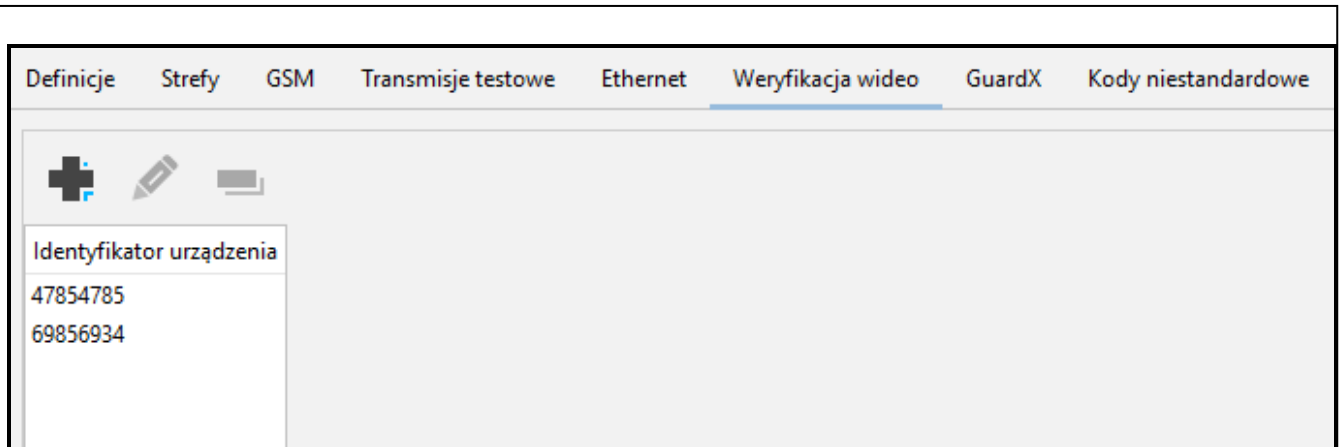 Definicje Strefy GSM Transmisje testowe Ethernet Weryfikacja wideo GuardX Kody niestandardowe
Identyfikator urządzenia
47854785
69856934